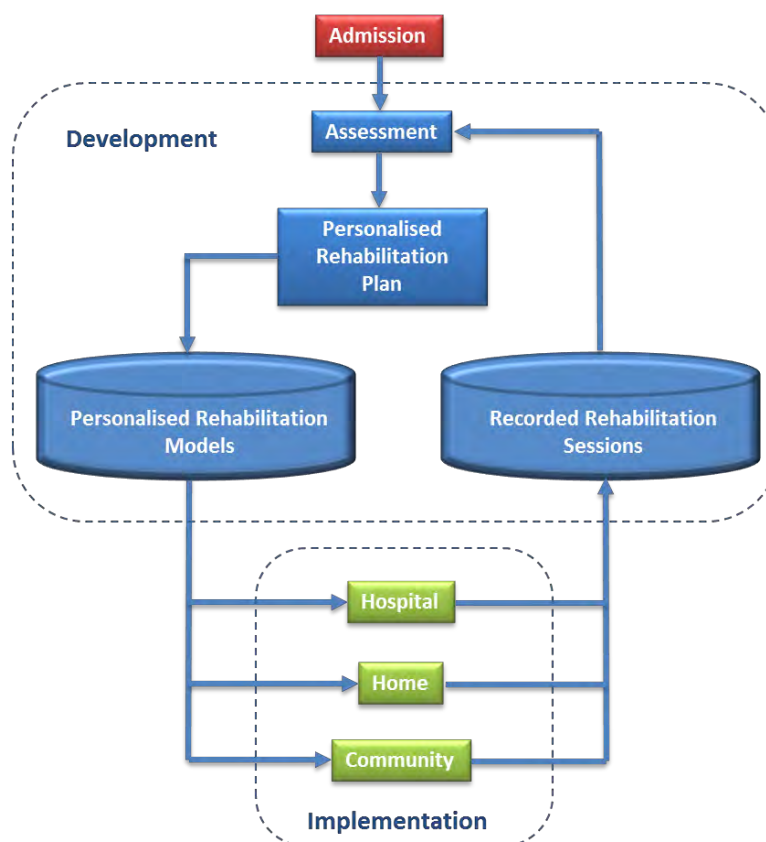 Admission
Development
Assessment
Personalised
Rehabilitation
Plan
Personalised Rehabilitation
Models
Recorded Rehabilitation
Sessions
Hospital
Home
Community
Implementation